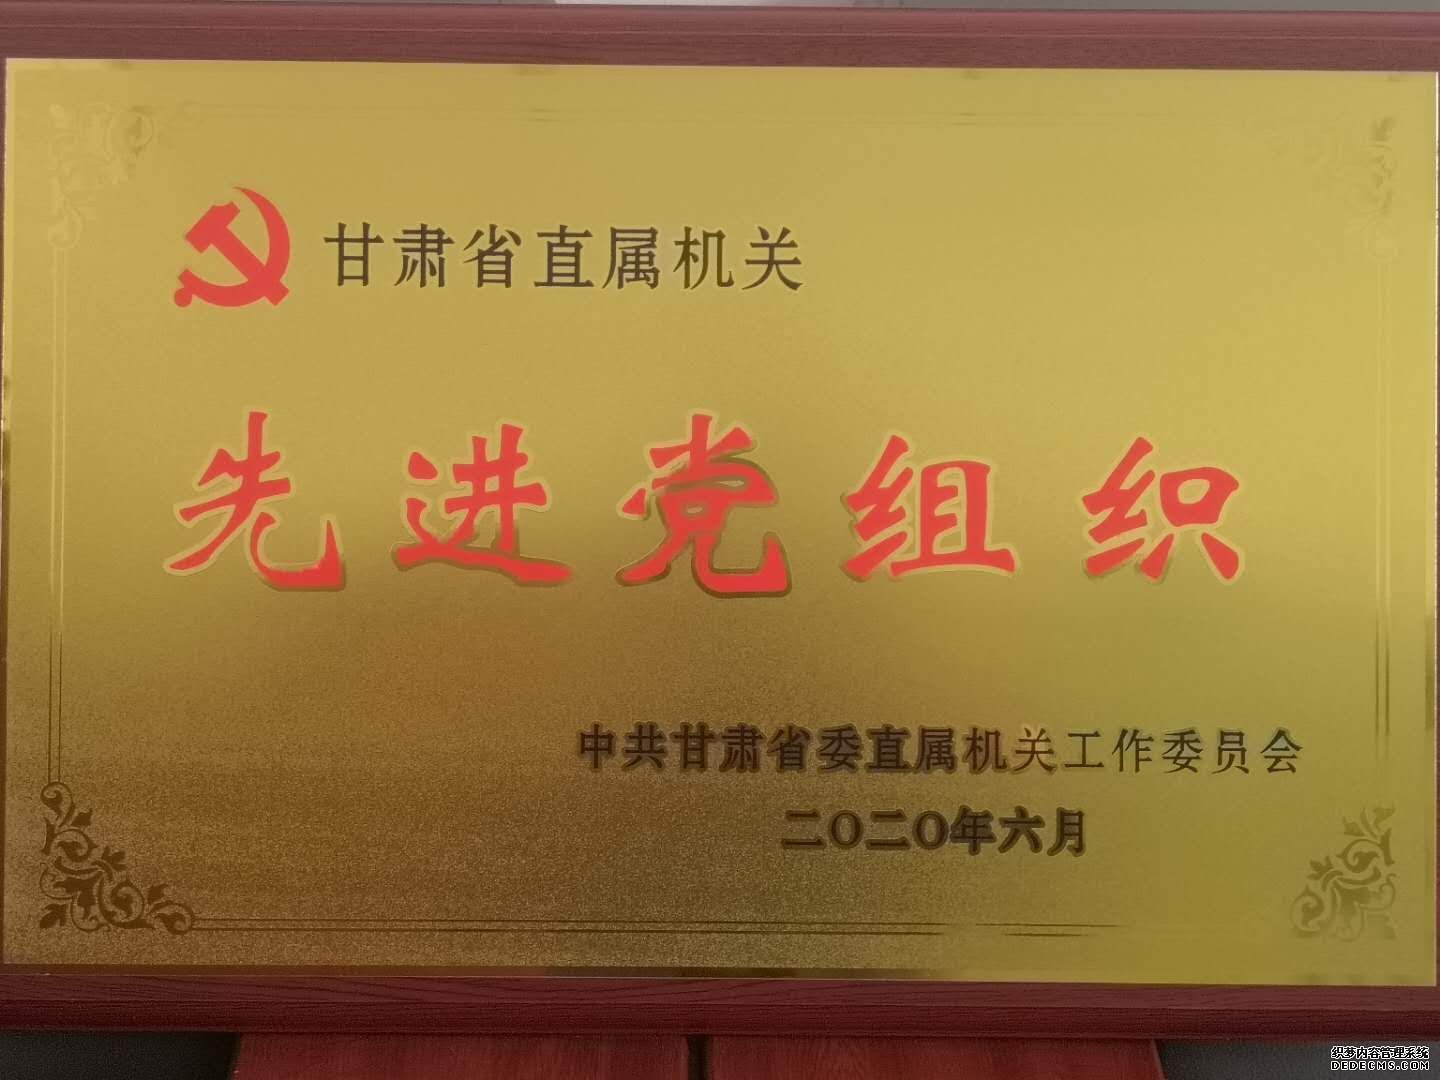 甘肃省直属机关
先进党组织
中共甘肃省委直属机关工作委员会
二〇二〇年六月
织梦内容管理系统
DEDECMS.COM